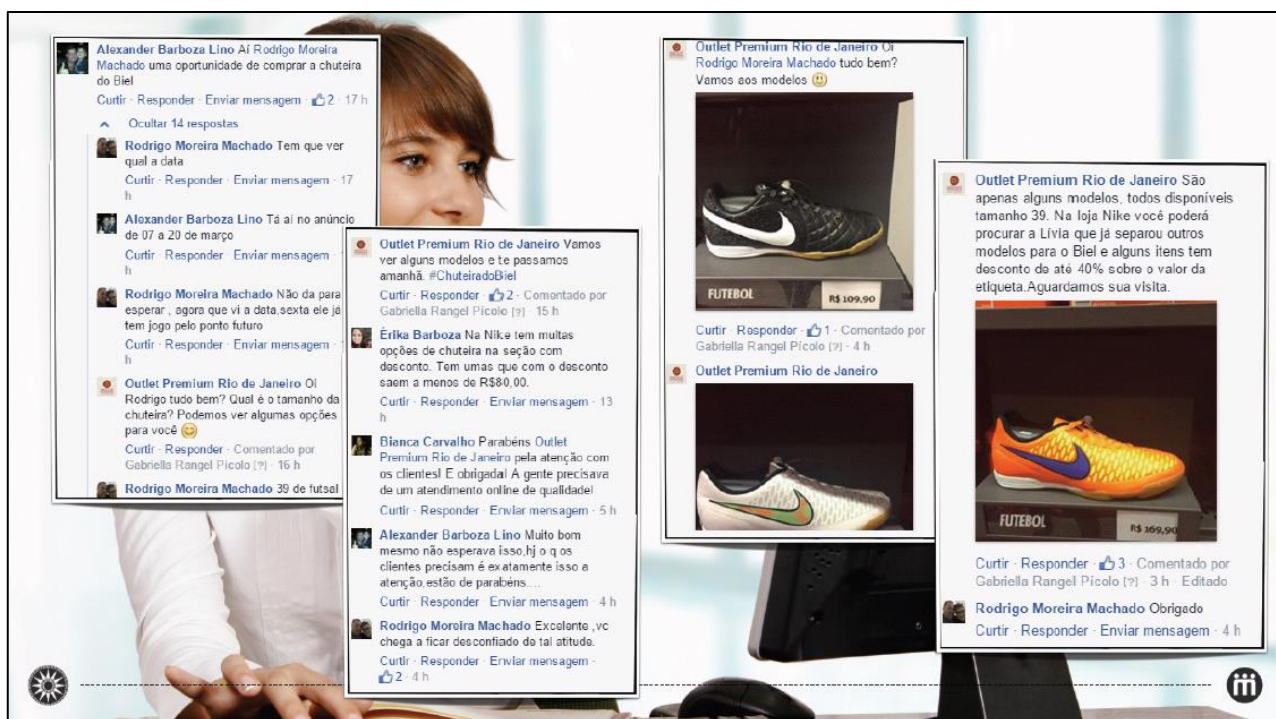 Alexander Barboza Lino Aí Rodrigo Moreira
Machado uma oportunidade de comprar a chuteira
do Biel
Curtir · Responder · Enviar mensagem · 2 · 17 h
Ocultar 14 respostas
Rodrigo Moreira Machado Tem que ver
qual a data
Curtir · Responder · Enviar mensagem · 17
h
Alexander Barboza Lino Tá aí no anúncio
de 07 a 20 de março
Curtir · Responder · Enviar mensagem ·
h
Rodrigo Moreira Machado Não da para
esperar , agora que vi a data,sexta ele já
tem jogo pelo ponto futuro
Curtir · Responder · Enviar mensagem ·
h
Outlet Premium Rio de Janeiro Oi
Rodrigo tudo bem? Qual é o tamanho da
chuteira? Podemos ver algumas opções
para você
Curtir · Responder · Comentado por
Gabriella Rangel Pícolo [?] · 16 h
Rodrigo Moreira Machado 39 de futsal
Outlet Premium Rio de Janeiro Vamos
ver alguns modelos e te passamos
amanhã. #ChuteiradoBiel
Curtir · Responder · 2 · Comentado por
Gabriella Rangel Pícolo [?] · 15 h
Érika Barboza Na Nike tem muitas
opções de chuteira na seção com
desconto. Tem umas que com o desconto
saem a menos de R$80,00.
Curtir · Responder · Enviar mensagem · 13
h
Bianca Carvalho Parabéns Outlet
Premium Rio de Janeiro pela atenção com
os clientes! E obrigada! A gente precisava
de um atendimento online de qualidade!
Curtir · Responder · Enviar mensagem · 5 h
Alexander Barboza Lino Muito bom
mesmo não esperava isso,hj o q os
clientes precisam é exatamente isso a
atenção,estão de parabéns....
Curtir · Responder · Enviar mensagem · 4 h
Rodrigo Moreira Machado Excelente ,vc
chega a ficar desconfiado de tal atitude.
Curtir · Responder · Enviar mensagem ·
2 · 4 h
Outlet Premium Rio de Janeiro Oi
Rodrigo Moreira Machado tudo bem?
Vamos aos modelos
FUTEBOL
R$ 109,90
Curtir · Responder · 1 · Comentado por
Gabriella Rangel Pícolo [?] · 4 h
Outlet Premium Rio de Janeiro
Outlet Premium Rio de Janeiro São
apenas alguns modelos, todos disponíveis
tamanho 39. Na loja Nike você poderá
procurar a Lívia que já separou outros
modelos para o Biel e alguns itens tem
desconto de até 40% sobre o valor da
etiqueta.Aguardamos sua visita.
FUTEBOL
R$ 169,90
Curtir · Responder · 3 · Comentado por
Gabriella Rangel Pícolo [?] · 3 h · Editado
Rodrigo Moreira Machado Obrigado
Curtir · Responder · Enviar mensagem · 4 h